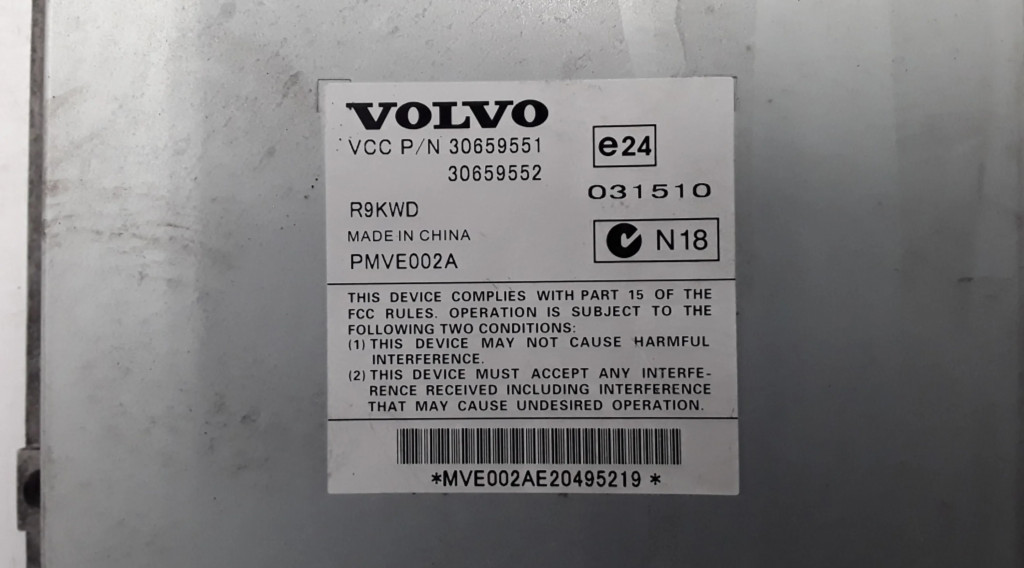 VOLVO
VCC P/N 30659551
30659552
e24
031510
R9KWD
MADE IN CHINA
PMVE002A
N18
THIS DEVICE COMPLIES WITH PART 15 OF THE
FCC RULES. OPERATION IS SUBJECT TO THE
FOLLOWING TWO CONDITIONS:
(1) THIS DEVICE MAY NOT CAUSE HARMFUL
INTERFERENCE.
(2) THIS DEVICE MUST ACCEPT ANY INTERFE-
RENCE RECEIVED INCLUDING INTERFERENCE
THAT MAY CAUSE UNDESIRED OPERATION.
*MVE002AE20495219 *